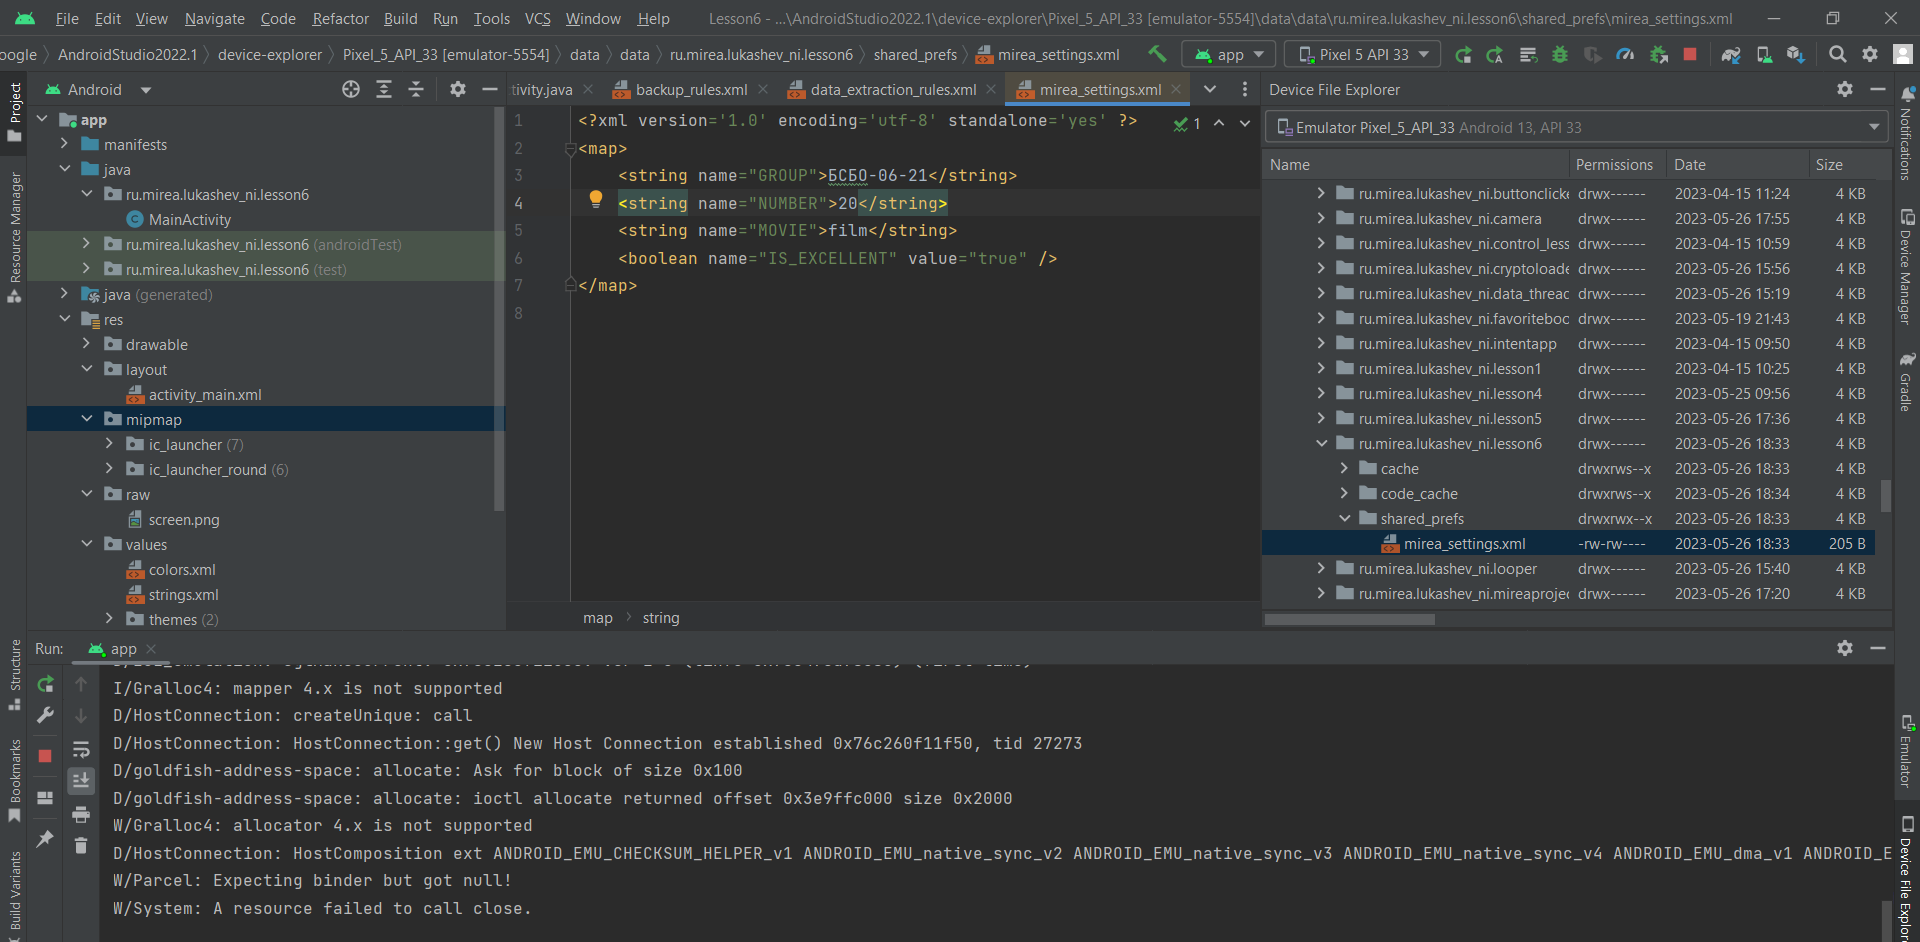 File Edit View Navigate Code Refactor Build Run Tools VCS Window Help Lesson6 - ...\AndroidStudio2022.1\device-explorer\Pixel_5_API_33 [emulator-5554]\data\data\ru.mirea.lukashev_ni.lesson6\shared_prefs\mirea_settings.xml
oogle AndroidStudio2022.1 device-explorer Pixel_5_API_33 [emulator-5554] data data ru.mirea.lukashev_ni.lesson6 shared_prefs mirea_settings.xml app Pixel 5 API 33
Project
Resource Manager
Structure
Bookmarks
Build Variants
Android
app
manifests
java
ru.mirea.lukashev_ni.lesson6
MainActivity
ru.mirea.lukashev_ni.lesson6 (androidTest)
ru.mirea.lukashev_ni.lesson6 (test)
java (generated)
res
drawable
layout
activity_main.xml
mipmap
ic_launcher (7)
ic_launcher_round (6)
raw
screen.png
values
colors.xml
strings.xml
themes (2)
tivity.java backup_rules.xml data_extraction_rules.xml mirea_settings.xml
1 <?xml version='1.0' encoding='utf-8' standalone='yes' ?> 1
2 <map>
3 <string name="GROUP">БСБО-06-21</string>
4 <string name="NUMBER">20</string>
5 <string name="MOVIE">film</string>
6 <boolean name="IS_EXCELLENT" value="true" />
7 </map>
8
map string
Device File Explorer
Emulator Pixel_5_API_33 Android 13, API 33
Name Permissions Date Size
ru.mirea.lukashev_ni.buttonclicke drwx------ 2023-04-15 11:24 4 KB
ru.mirea.lukashev_ni.camera drwx------ 2023-05-26 17:55 4 KB
ru.mirea.lukashev_ni.control_less drwx------ 2023-04-15 10:59 4 KB
ru.mirea.lukashev_ni.cryptoloade drwx------ 2023-05-26 15:56 4 KB
ru.mirea.lukashev_ni.data_threac drwx------ 2023-05-26 15:19 4 KB
ru.mirea.lukashev_ni.favoriteboc drwx------ 2023-05-19 21:43 4 KB
ru.mirea.lukashev_ni.intentapp drwx------ 2023-04-15 09:50 4 KB
ru.mirea.lukashev_ni.lesson1 drwx------ 2023-04-15 10:25 4 KB
ru.mirea.lukashev_ni.lesson4 drwx------ 2023-05-25 09:56 4 KB
ru.mirea.lukashev_ni.lesson5 drwx------ 2023-05-26 17:36 4 KB
ru.mirea.lukashev_ni.lesson6 drwx------ 2023-05-26 18:33 4 KB
cache drwxrws--x 2023-05-26 18:33 4 KB
code_cache drwxrws--x 2023-05-26 18:34 4 KB
shared_prefs drwxrwx--x 2023-05-26 18:33 4 KB
mirea_settings.xml -rw-rw---- 2023-05-26 18:33 205 B
ru.mirea.lukashev_ni.looper drwx------ 2023-05-26 15:40 4 KB
ru.mirea.lukashev_ni.mireaprojec drwx------ 2023-05-26 17:20 4 KB
Notifications
Device Manager
Gradle
Emulator
Device File Explor
Run: app
I/Gralloc4: mapper 4.x is not supported
D/HostConnection: createUnique: call
D/HostConnection: HostConnection::get() New Host Connection established 0x76c260f11f50, tid 27273
D/goldfish-address-space: allocate: Ask for block of size 0x100
D/goldfish-address-space: allocate: ioctl allocate returned offset 0x3e9ffc000 size 0x2000
W/Gralloc4: allocator 4.x is not supported
D/HostConnection: HostComposition ext ANDROID_EMU_CHECKSUM_HELPER_v1 ANDROID_EMU_native_sync_v2 ANDROID_EMU_native_sync_v3 ANDROID_EMU_native_sync_v4 ANDROID_EMU_dma_v1 ANDROID_E
W/Parcel: Expecting binder but got null!
W/System: A resource failed to call close.